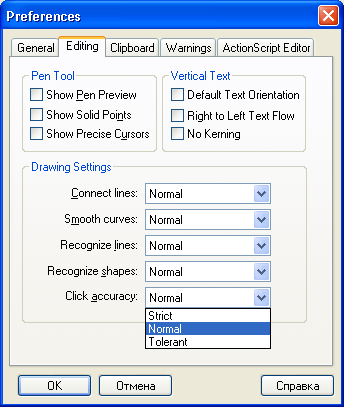 Preferences
General Editing Clipboard Warnings ActionScript Editor
Pen Tool
Show Pen Preview
Show Solid Points
Show Precise Cursors
Vertical Text
Default Text Orientation
Right to Left Text Flow
No Kerning
Drawing Settings
Connect lines: Normal
Smooth curves: Normal
Recognize lines: Normal
Recognize shapes: Normal
Click accuracy: Normal
Strict
Normal
Tolerant
OK Отмена Справка